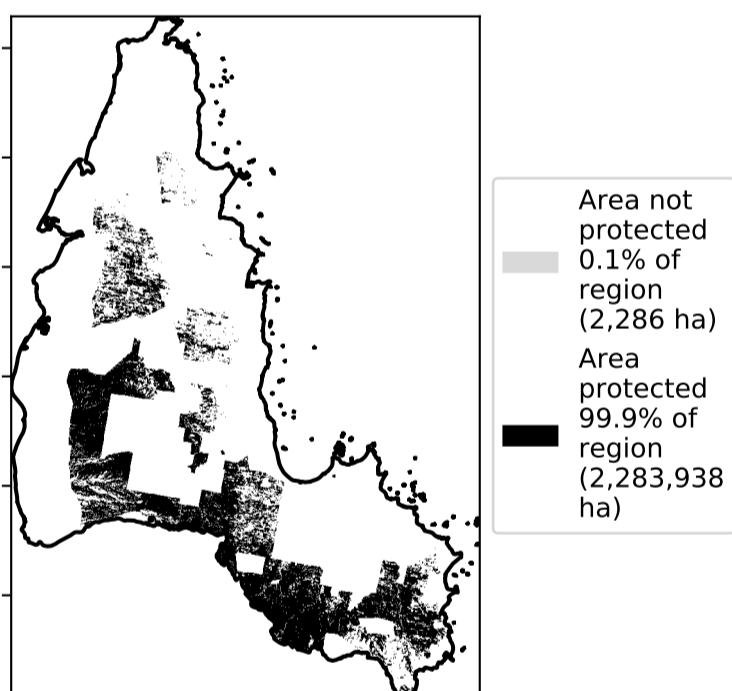 Area not
protected
0.1% of
region
(2,286 ha)
Area
protected
99.9% of
region
(2,283,938
ha)